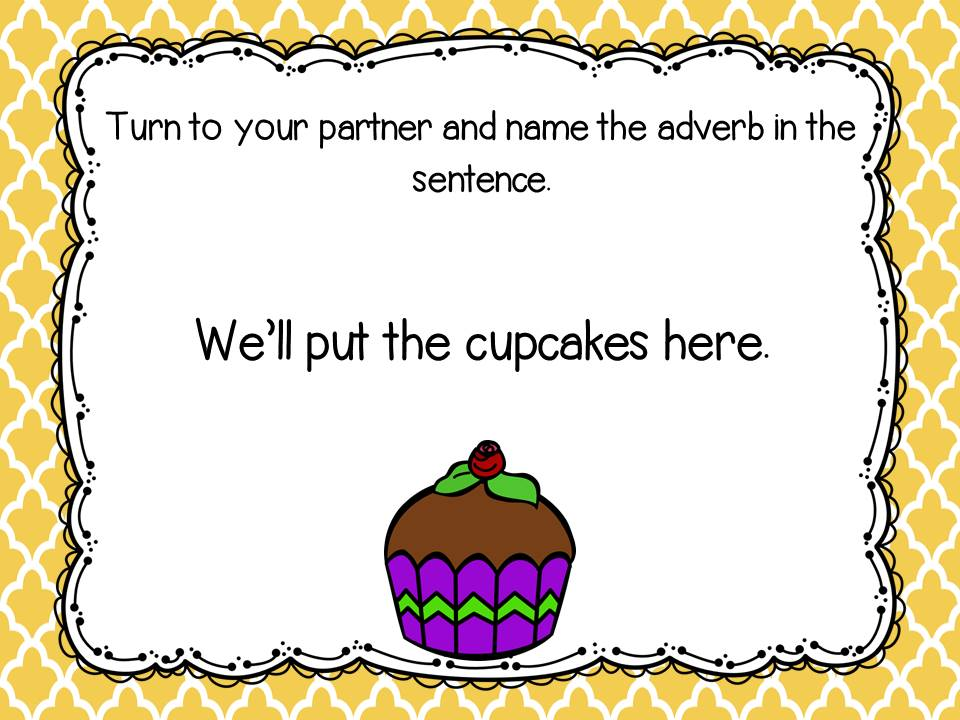 Turn to your partner and name the adverb in the
sentence.
We'll put the cupcakes here.